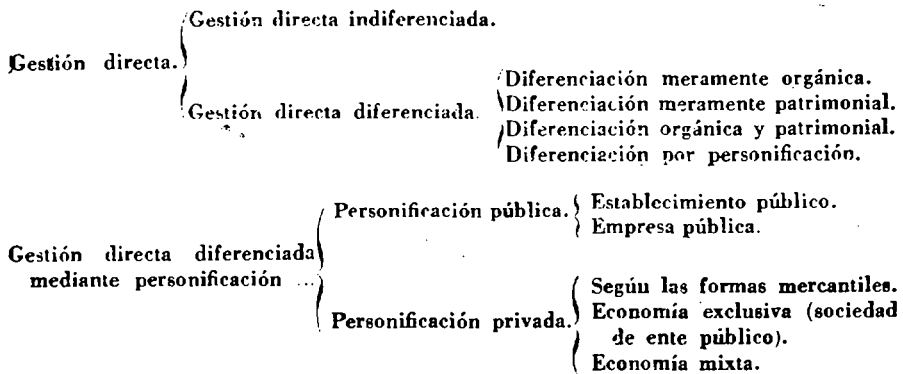 Gestión directa indiferenciada.
Gestión directa.
Gestión directa diferenciada.
Diferenciación meramente orgánica.
Diferenciación meramente patrimonial.
Diferenciación orgánica y patrimonial.
Diferenciación por personificación.
Personificación pública.
Establecimiento público.
Empresa pública.
Gestión directa diferenciada
mediante personificación ...
Personificación privada.
Según las formas mercantiles.
Economía exclusiva (sociedad
de ente público).
Economía mixta.